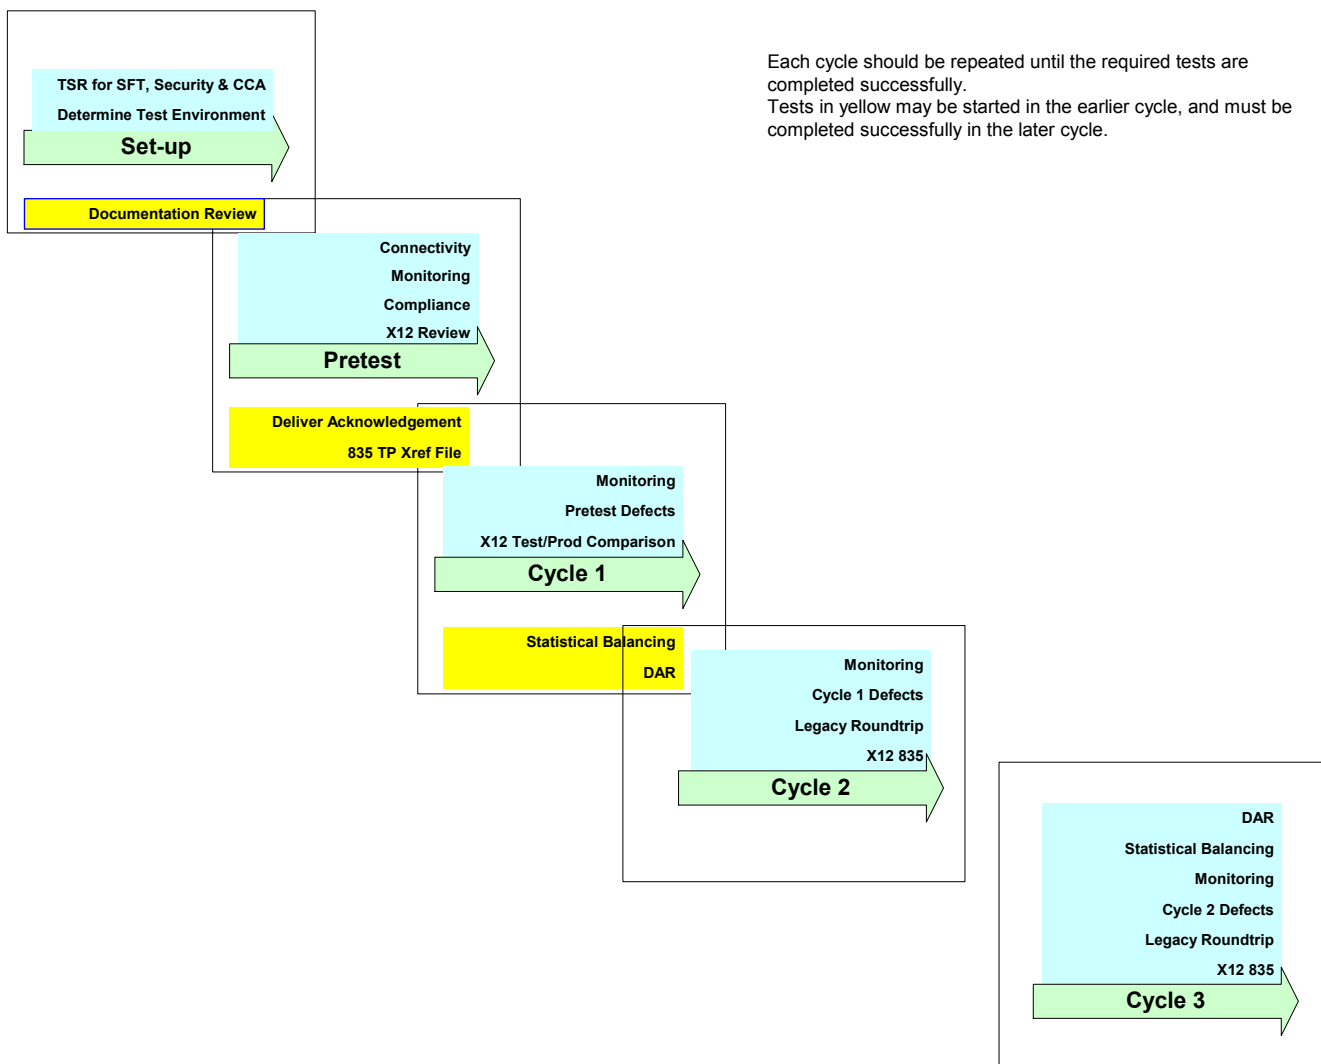 Each cycle should be repeated until the required tests are
completed successfully.
Tests in yellow may be started in the earlier cycle, and must be
completed successfully in the later cycle.
TSR for SFT, Security & CCA
Determine Test Environment
Set-up
Documentation Review
Connectivity
Monitoring
Compliance
X12 Review
Pretest
Deliver Acknowledgement
835 TP Xref File
Monitoring
Pretest Defects
X12 Test/Prod Comparison
Cycle 1
Statistical Balancing
DAR
Monitoring
Cycle 1 Defects
Legacy Roundtrip
X12 835
Cycle 2
DAR
Statistical Balancing
Monitoring
Cycle 2 Defects
Legacy Roundtrip
X12 835
Cycle 3